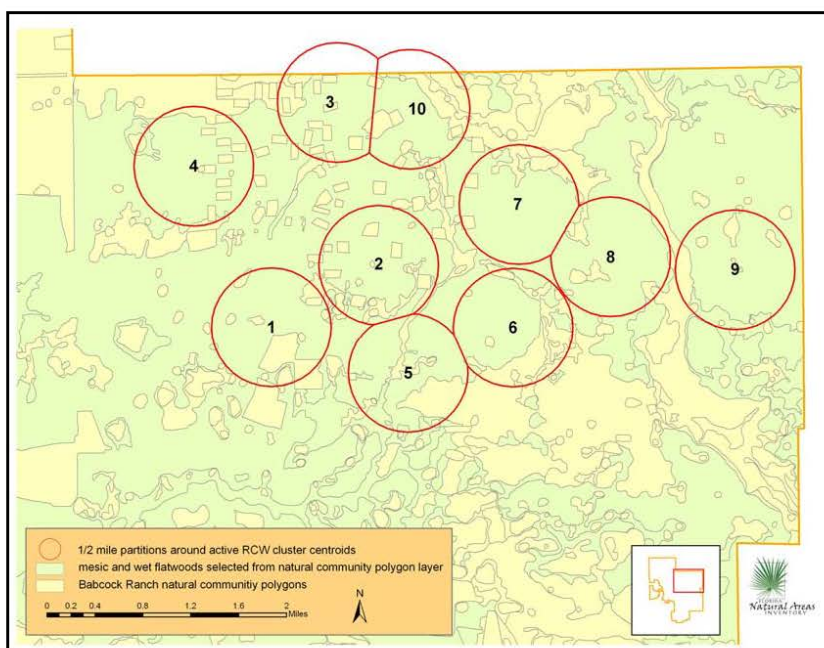 3
10
4
7
2
8
9
1
6
5
1/2 mile partitions around active RCW cluster centroids
mesic and wet flatwoods selected from natural community polygon layer
Babcock Ranch natural communitiy polygons
0 0.2 0.4 0.8 1.2 1.6 2
Miles
N
FLORIDA
Natural Areas
INVENTORY